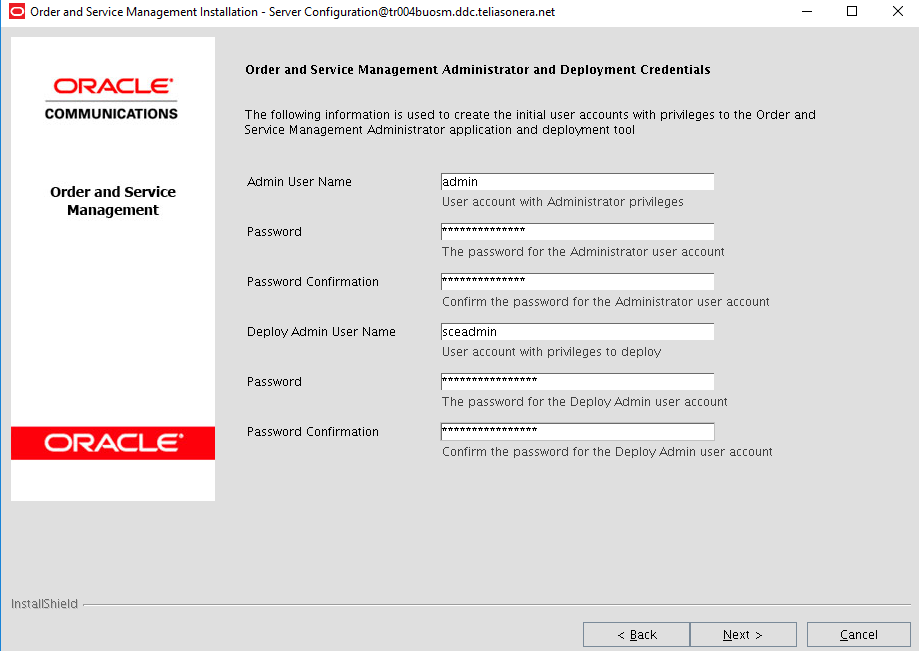 Order and Service Management Installation - Server Configuration@tr004buosm.ddc.teliasonera.net
ORACLE
COMMUNICATIONS
Order and Service
Management
ORACLE
Order and Service Management Administrator and Deployment Credentials
The following information is used to create the initial user accounts with privileges to the Order and
Service Management Administrator application and deployment tool
Admin User Name
admin
User account with Administrator privileges
Password
**************
The password for the Administrator user account
Password Confirmation
**************
Confirm the password for the Administrator user account
Deploy Admin User Name
sceadmin
User account with privileges to deploy
Password
****************
The password for the Deploy Admin user account
Password Confirmation
****************
Confirm the password for the Deploy Admin user account
InstallShield
< Back
Next >
Cancel